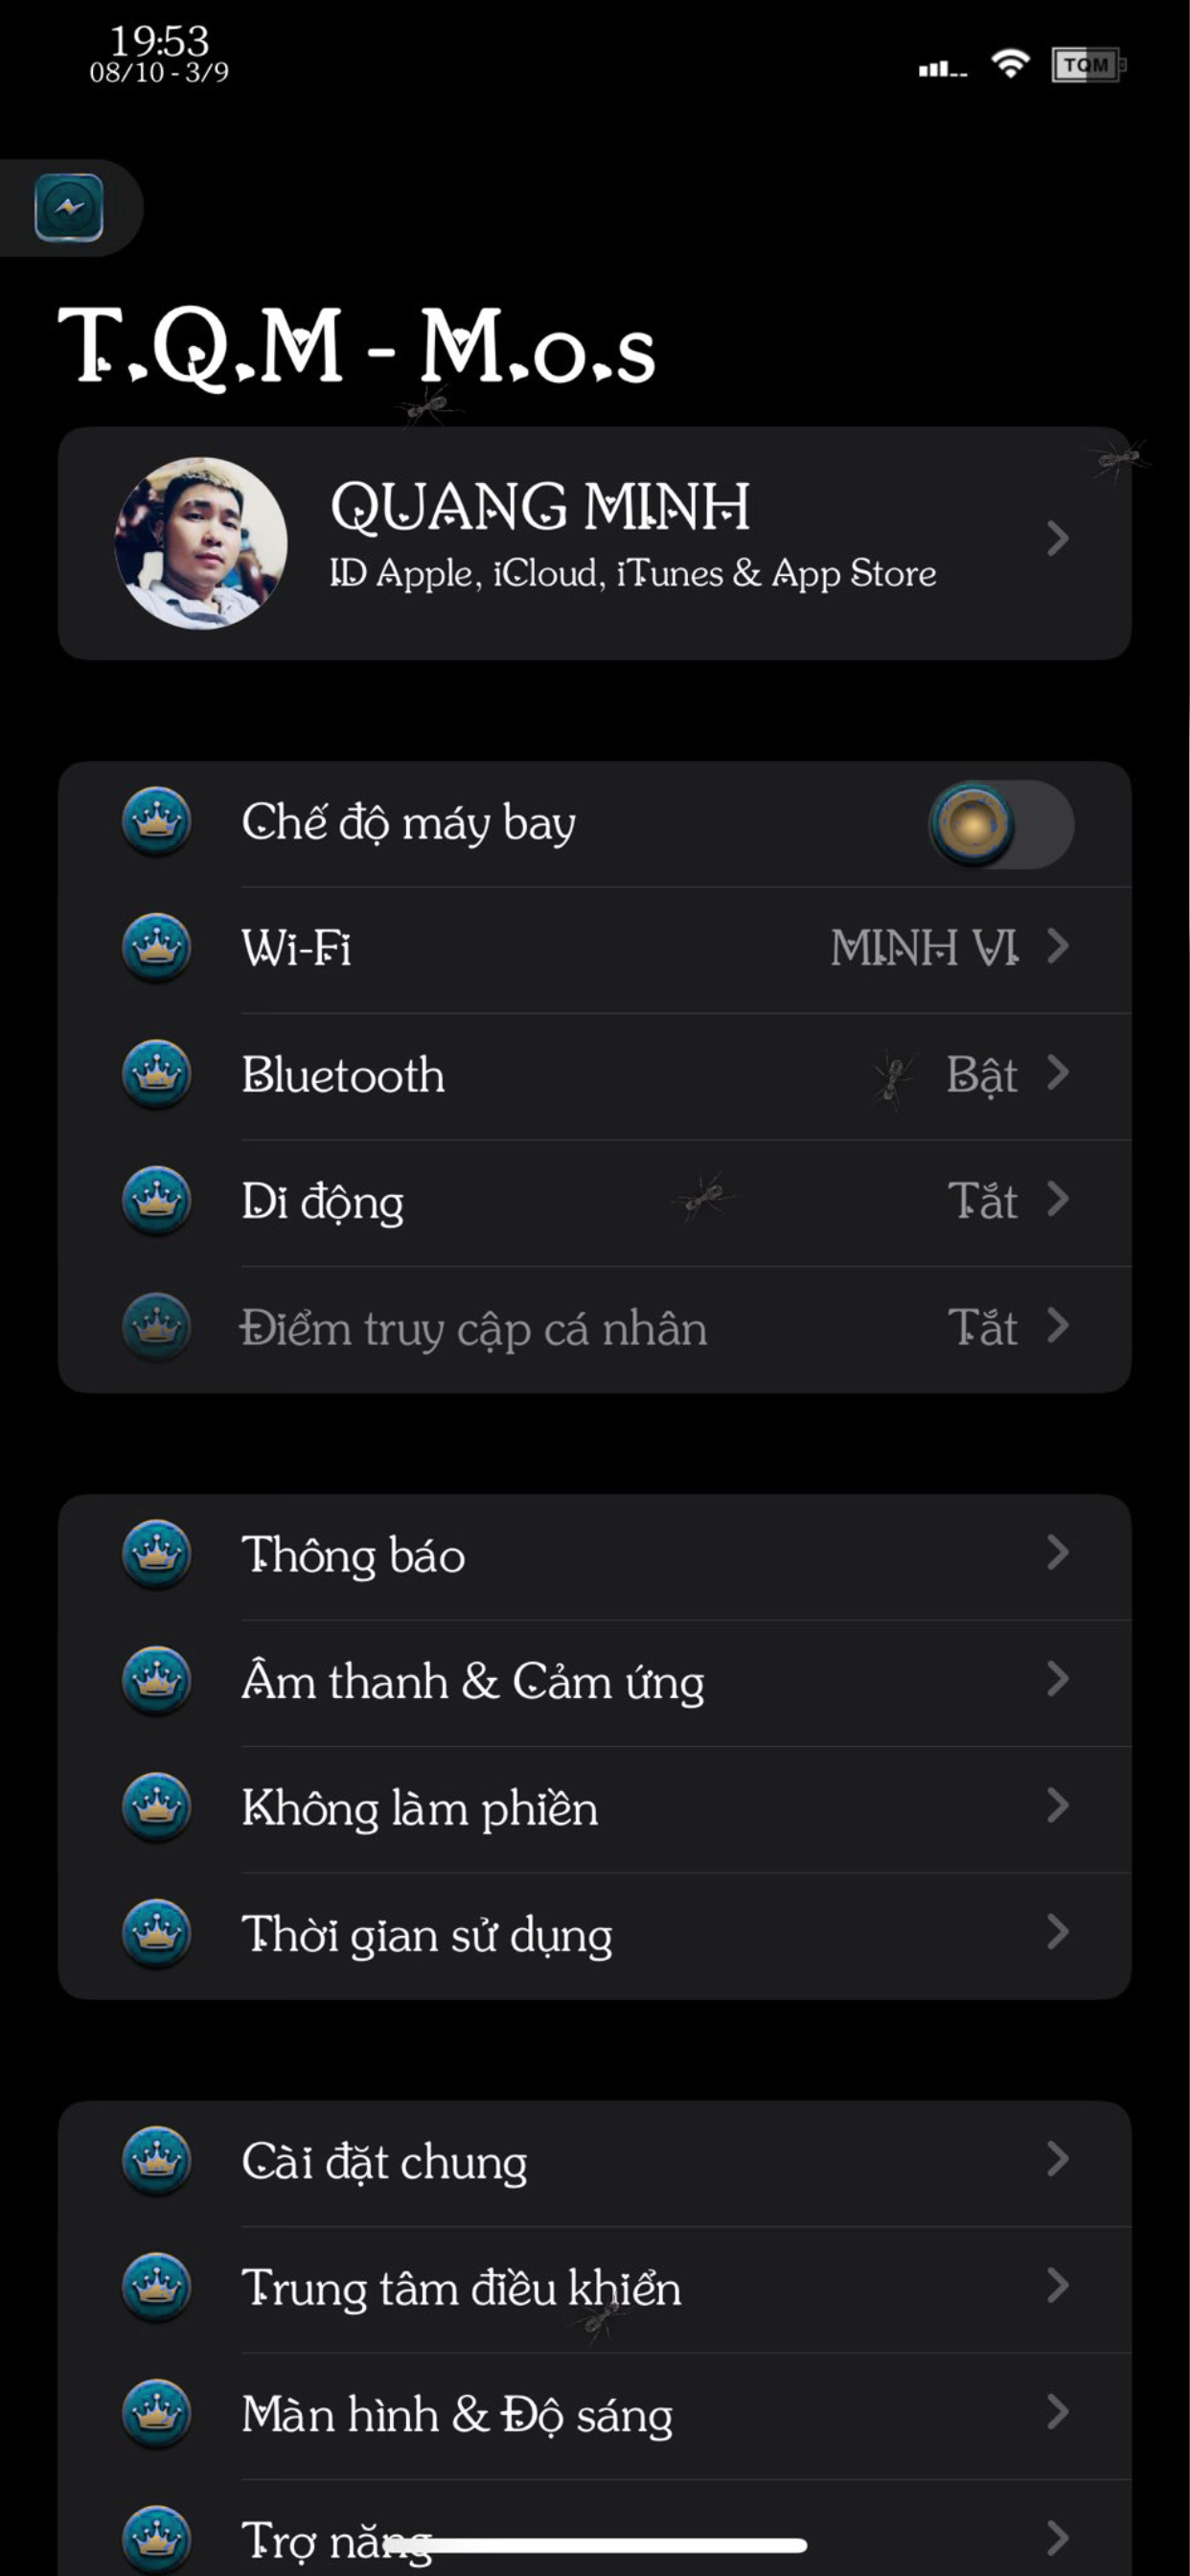 19:53
08/10 - 3/9
TQM
T.Q.M - M.o.s
QUANG MINH
ID Apple, iCloud, iTunes & App Store
Chế độ máy bay
Wi-Fi MINH VI
Bluetooth Bật
Di động Tắt
Điểm truy cập cá nhân Tắt
Thông báo
Âm thanh & Cảm ứng
Không làm phiền
Thời gian sử dụng
Cài đặt chung
Trung tâm điều khiển
Màn hình & Độ sáng
Trợ năng